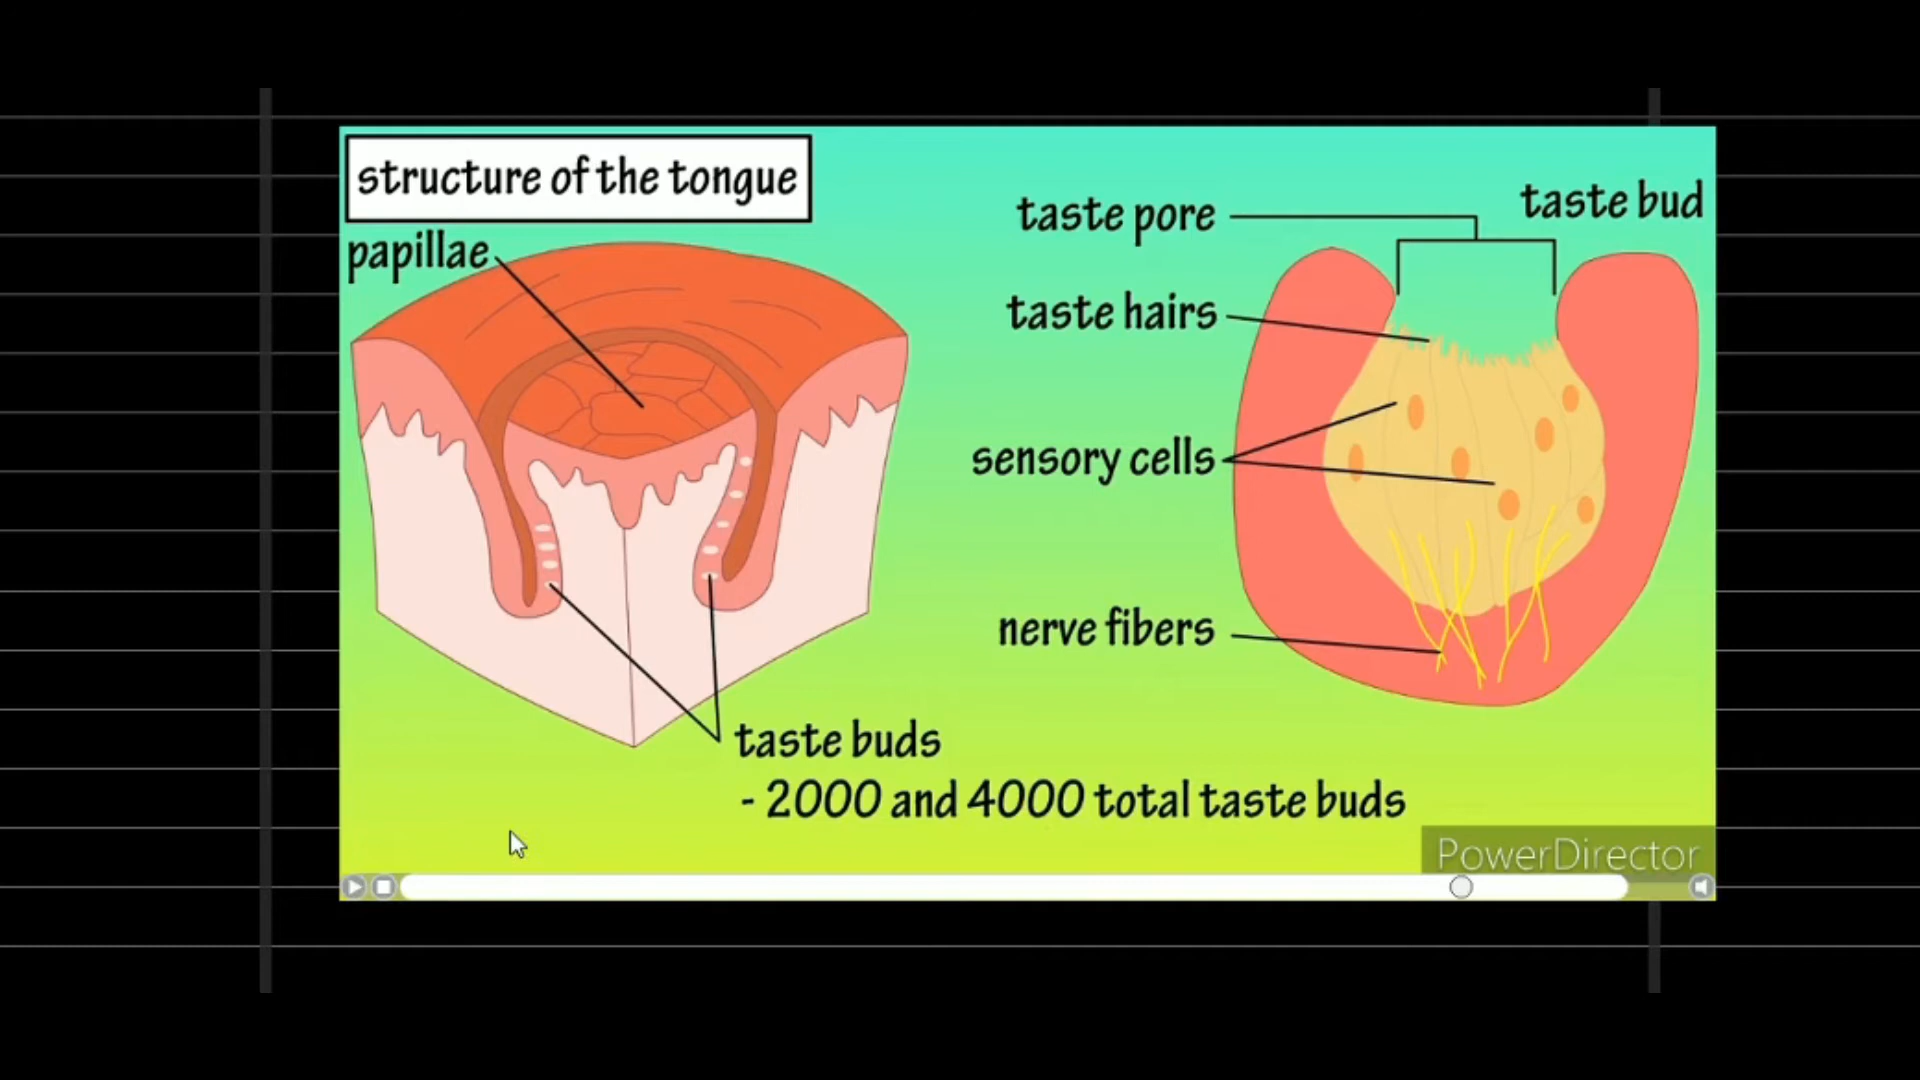 structure of the tongue
papillae
taste buds
- 2000 and 4000 total taste buds
taste bud
taste pore
taste hairs
sensory cells
nerve fibers
PowerDirector